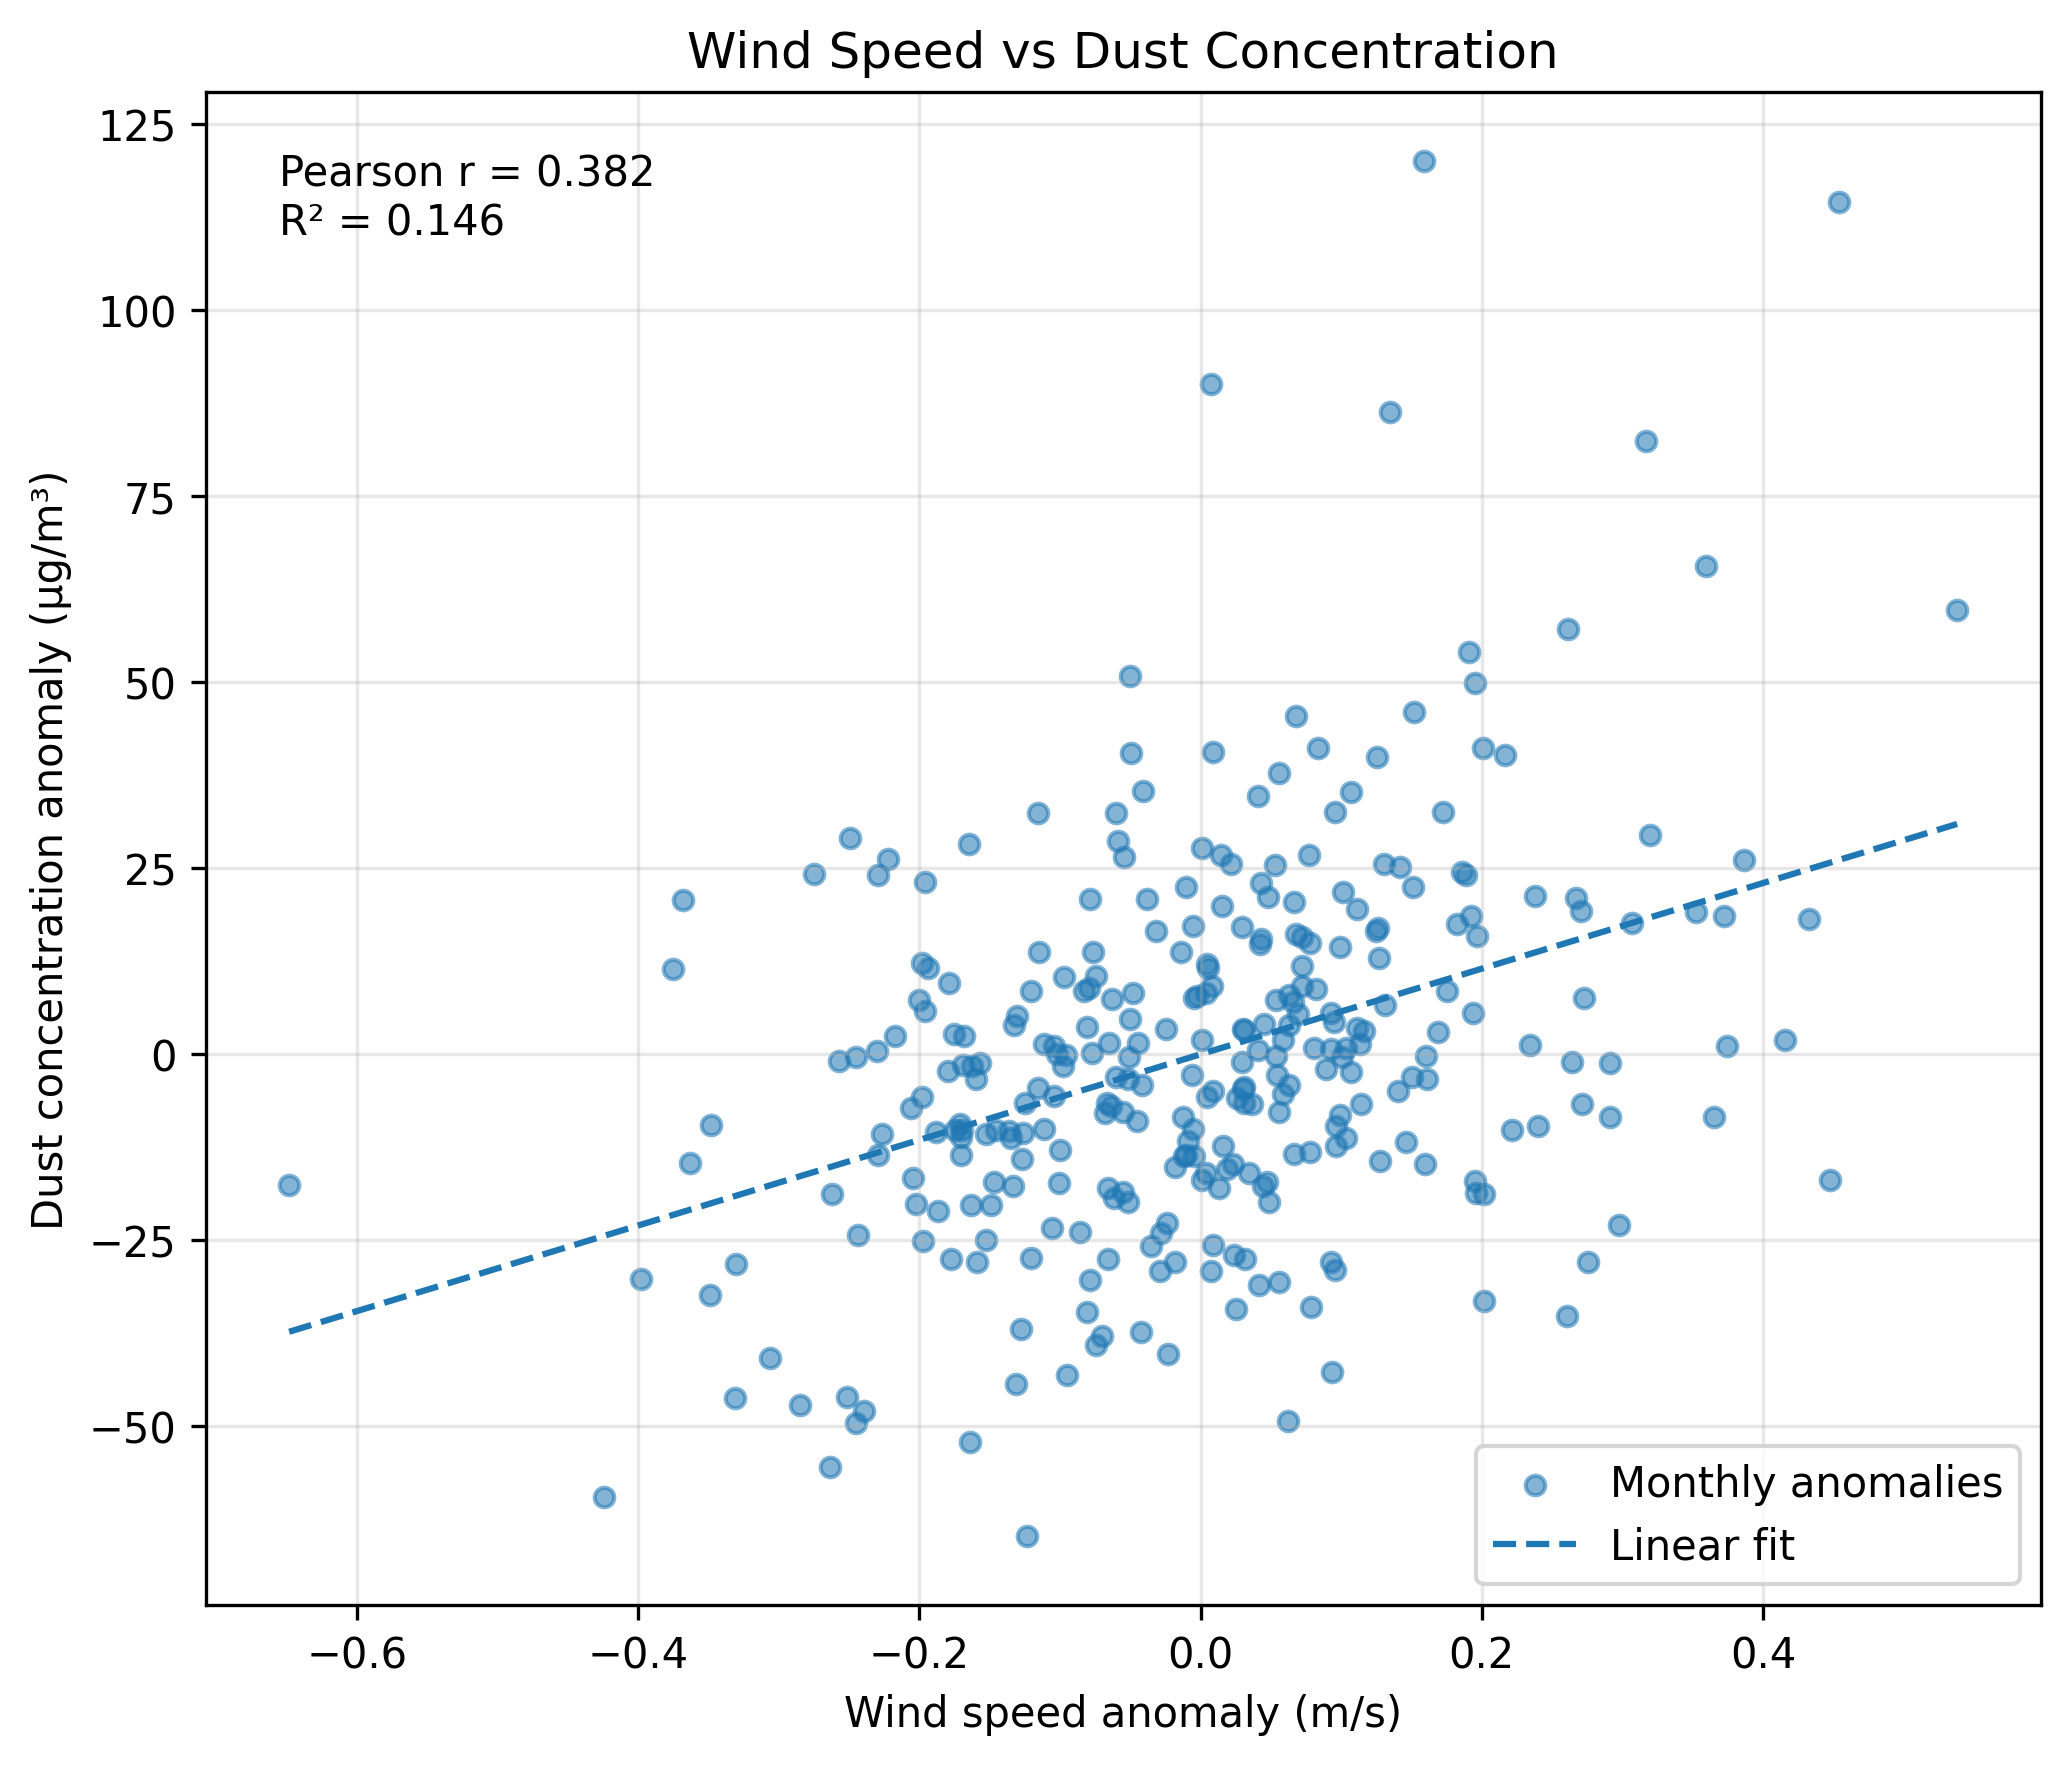 Wind Speed vs Dust Concentration
Pearson r = 0.382
R² = 0.146
125
100
75
50
25
0
−25
−50
Dust concentration anomaly (µg/m³)
−0.6
−0.4
−0.2
0.0
0.2
0.4
Wind speed anomaly (m/s)
Monthly anomalies
Linear fit